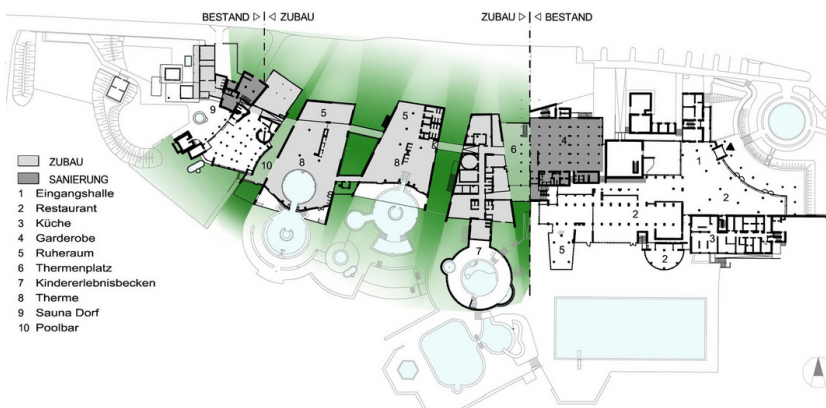 BESTAND ▷ ◁ ZUBAU
ZUBAU ▷ ◁ BESTAND
ZUBAU
SANIERUNG
1 Eingangshalle
2 Restaurant
3 Küche
4 Garderobe
5 Ruheraum
6 Thermenplatz
7 Kindererlebnisbecken
8 Therme
9 Sauna Dorf
10 Poolbar
9
10
5
8
5
8
6
4
7
5
2
2
3
1
2